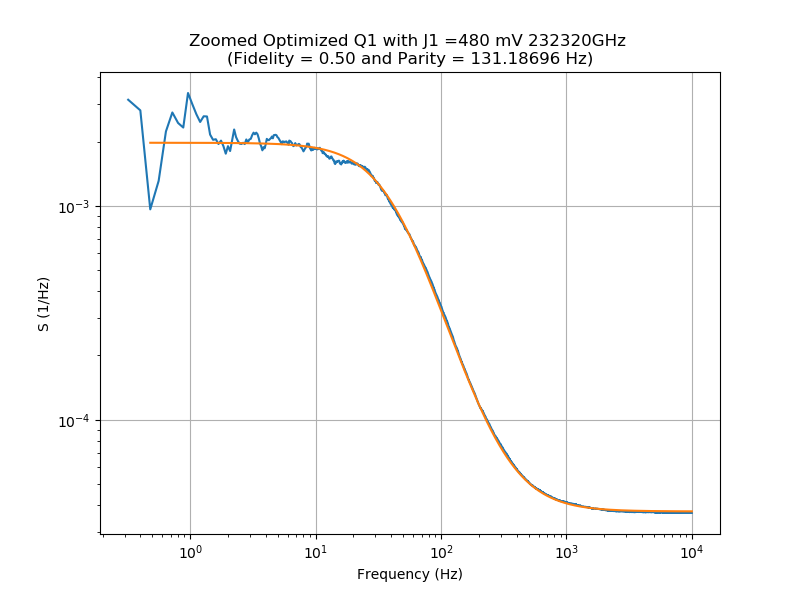 Zoomed Optimized Q1 with J1 =480 mV 232320GHz
(Fidelity = 0.50 and Parity = 131.18696 Hz)
S (1/Hz)
10⁻³
10⁻⁴
10⁰ 10¹ 10² 10³ 10⁴
Frequency (Hz)